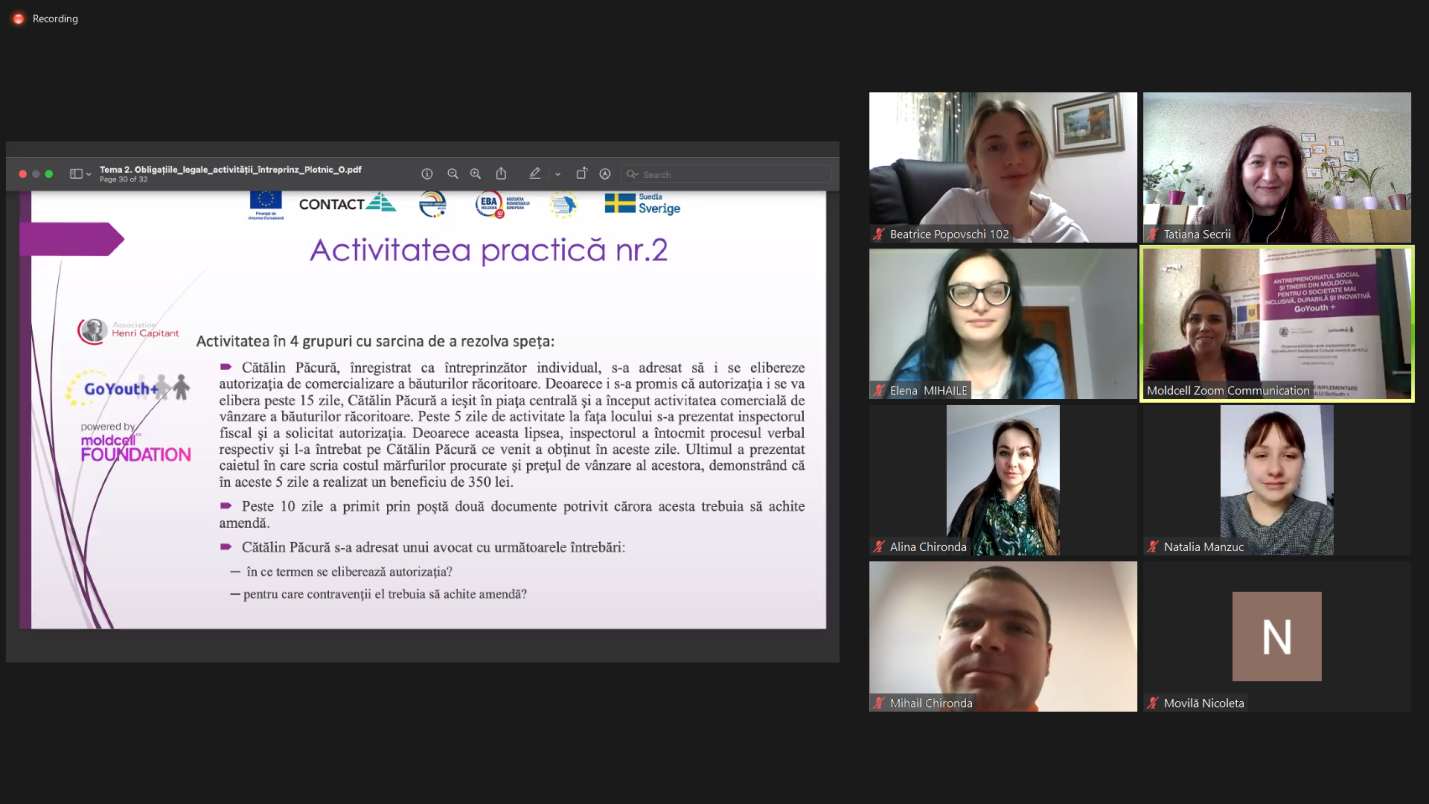 Recording
Tema 2. Obligațiile_legale_activității_întreprinz_Plotnic_O.pdf
Page 30 of 32
Search
Finanțat de
Uniunea Europeană
CONTACT
EBA
Suedia
Sverige
Activitatea practică nr.2
Association
Henri Capitant
GoYouth+
powered by
moldcell
FOUNDATION
Activitatea în 4 grupuri cu sarcina de a rezolva speța:
Cătălin Păcură, înregistrat ca întreprinzător individual, s-a adresat să i se elibereze
autorizația de comercializare a băuturilor răcoritoare. Deoarece i s-a promis că autorizația i se va
elibera peste 15 zile, Cătălin Păcură a ieșit în piața centrală și a început activitatea comercială de
vânzare a băuturilor răcoritoare. Peste 5 zile de activitate la fața locului s-a prezentat inspectorul
fiscal și a solicitat autorizația. Deoarece aceasta lipsea, inspectorul a întocmit procesul verbal
respectiv și l-a întrebat pe Cătălin Păcură ce venit a obținut în aceste zile. Ultimul a prezentat
caietul în care scria costul mărfurilor procurate și prețul de vânzare al acestora, demonstrând că
în aceste 5 zile a realizat un beneficiu de 350 lei.
Peste 10 zile a primit prin poștă două documente potrivit cărora acesta trebuia să achite
amendă.
Cătălin Păcură s-a adresat unui avocat cu următoarele întrebări:
– în ce termen se eliberează autorizația?
– pentru care contravenții el trebuia să achite amendă?
Beatrice Popovschi 102
Tatiana Secrii
Elena MIHAILE
ANTREPRENORIATUL SOCIAL
ȘI TINERII DIN MOLDOVA
PENTRU O SOCIETATE MAI
INCLUSIVĂ, DURABILĂ ȘI INOVATIVĂ
GoYouth +
Moldcell Zoom Communication
Alina Chironda
Natalia Manzuc
Mihail Chironda
N
Movilă Nicoleta